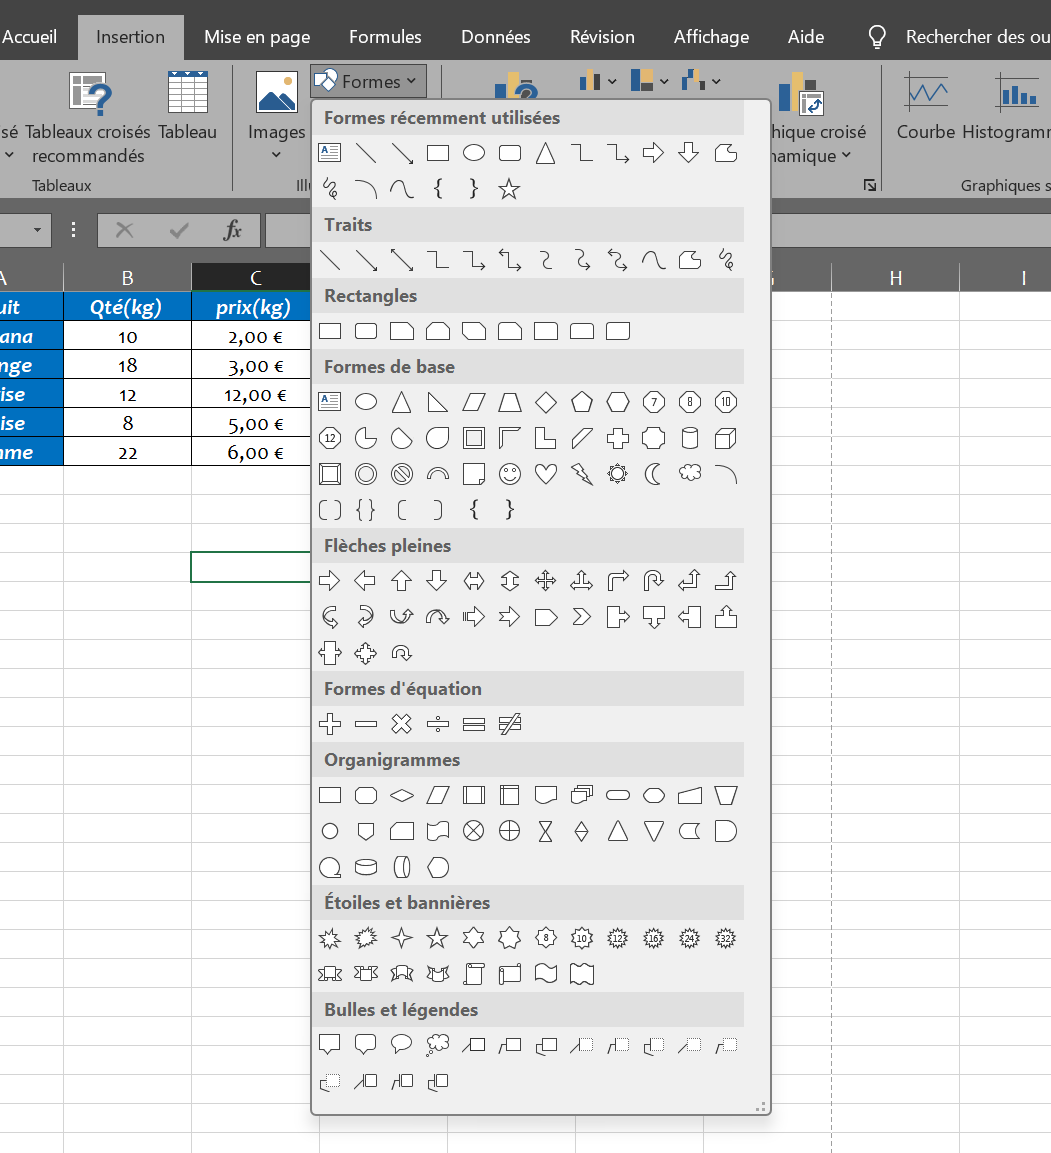 Accueil Insertion Mise en page Formules Données Révision Affichage Aide Rechercher des ou
Formes
sé Tableaux croisés Tableau Images hique croisé Courbe Histogramm
recommandés namique
Tableaux Illu Graphiques s
fx
A B C G H I
uit Qté(kg) prix(kg)
ana 10 2,00 €
nge 18 3,00 €
ise 12 12,00 €
ise 8 5,00 €
nme 22 6,00 €
Formes récemment utilisées
A
{ }
Traits
Rectangles
Formes de base
A 7 8 10
12
{ } ( ) { }
Flèches pleines
Formes d'équation
Organigrammes
Étoiles et bannières
8 10 12 16 24 32
Bulles et légendes